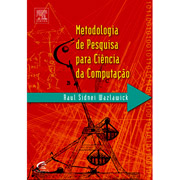 Metodologia
de Pesquisa
para Ciência
da Computação
Raul Sidnei Wazlawick